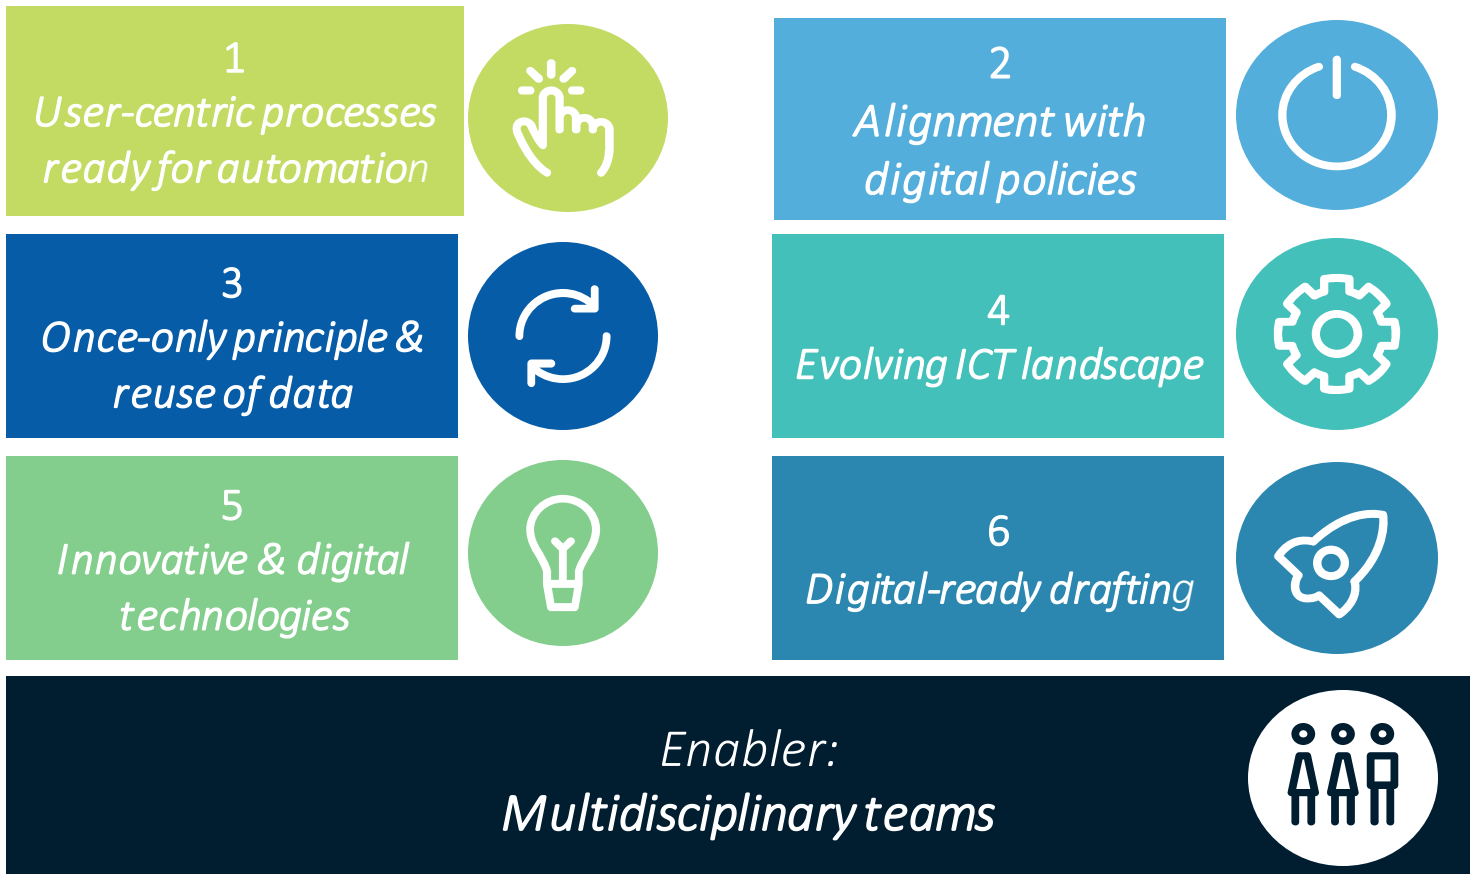 1
User-centric processes
ready for automation
2
Alignment with
digital policies
3
Once-only principle &
reuse of data
4
Evolving ICT landscape
5
Innovative & digital
technologies
6
Digital-ready drafting
Enabler:
Multidisciplinary teams